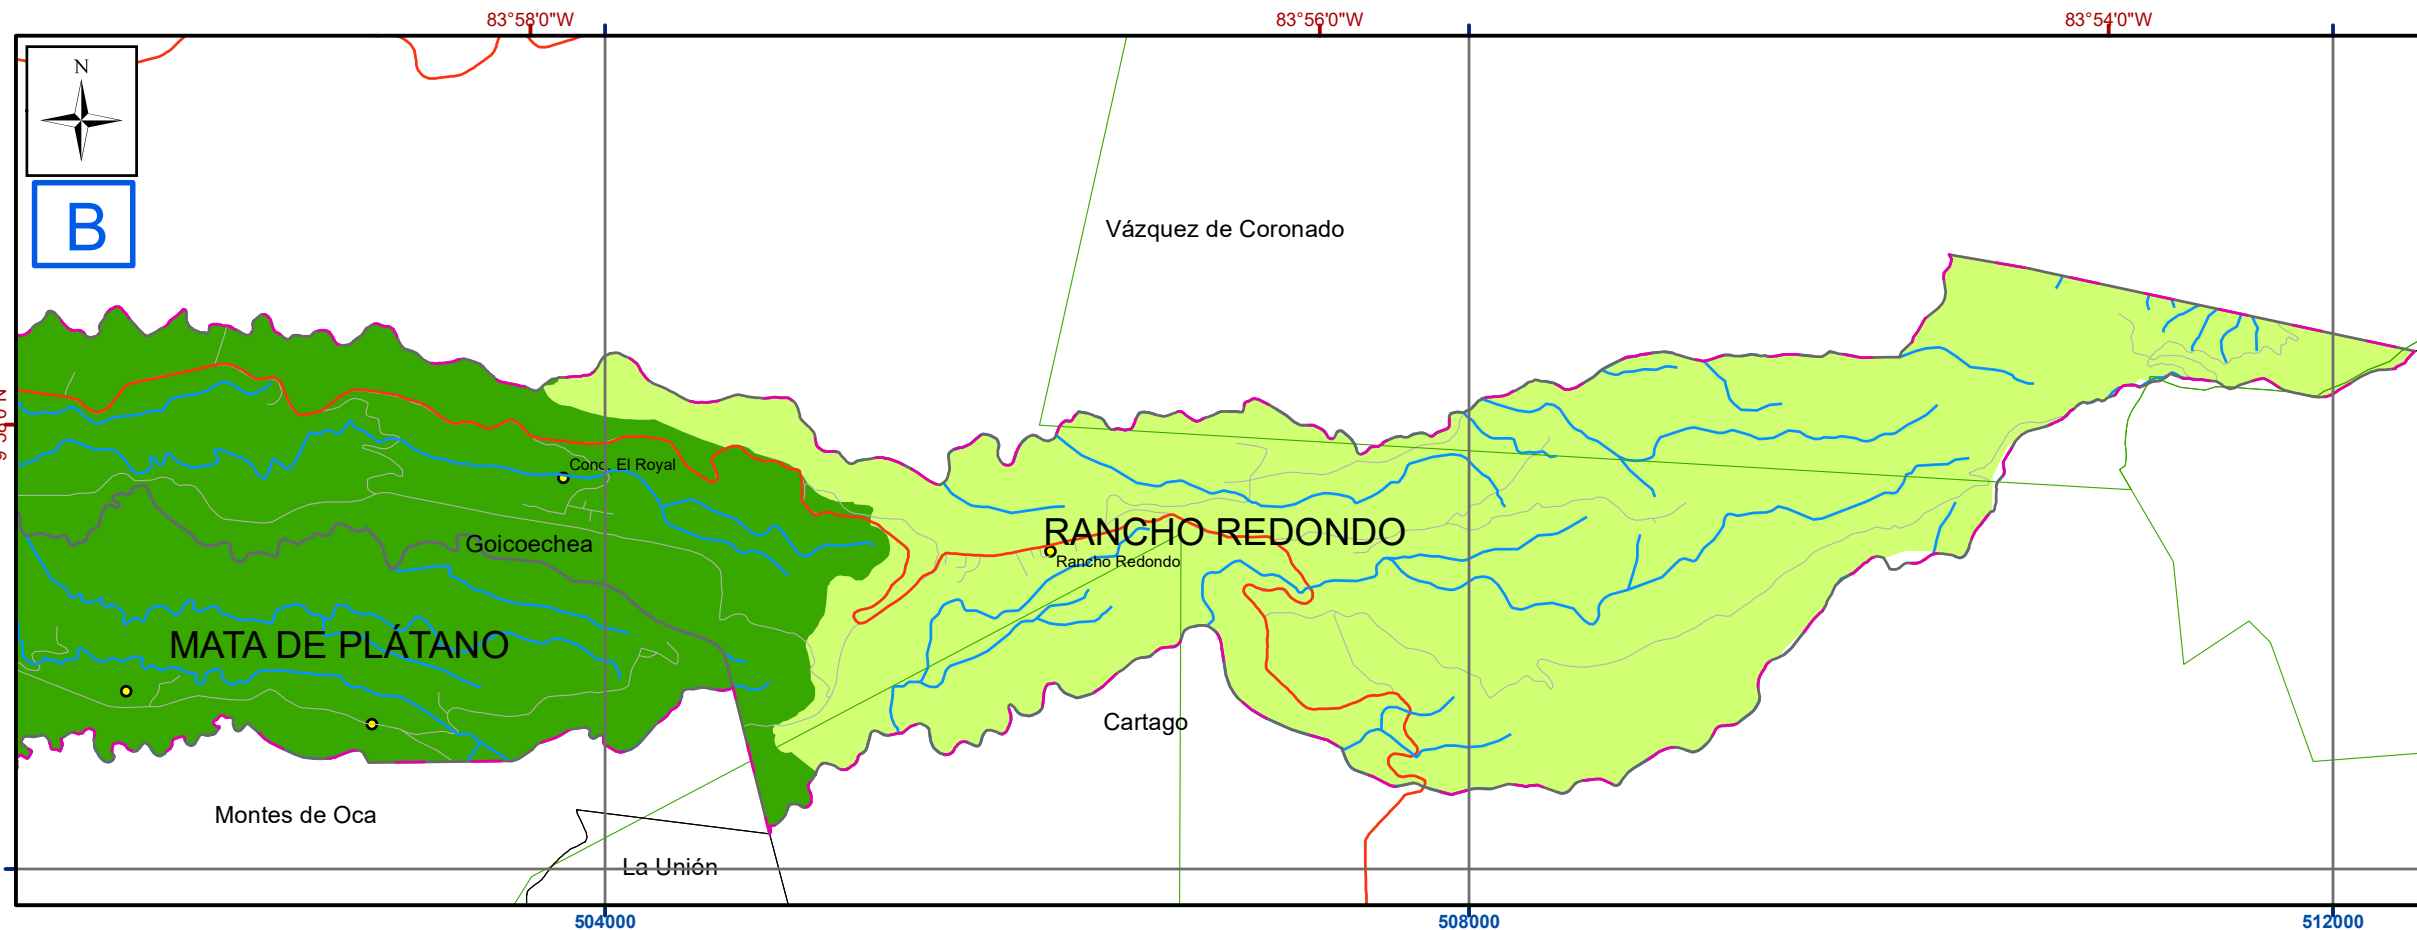 83°58'0"W 83°56'0"W 83°54'0"W
N
B
Vázquez de Coronado
Cond. El Royal
RANCHO REDONDO
Goicoechea
Rancho Redondo
MATA DE PLÁTANO
Cartago
Montes de Oca
La Unión
504000 508000 512000